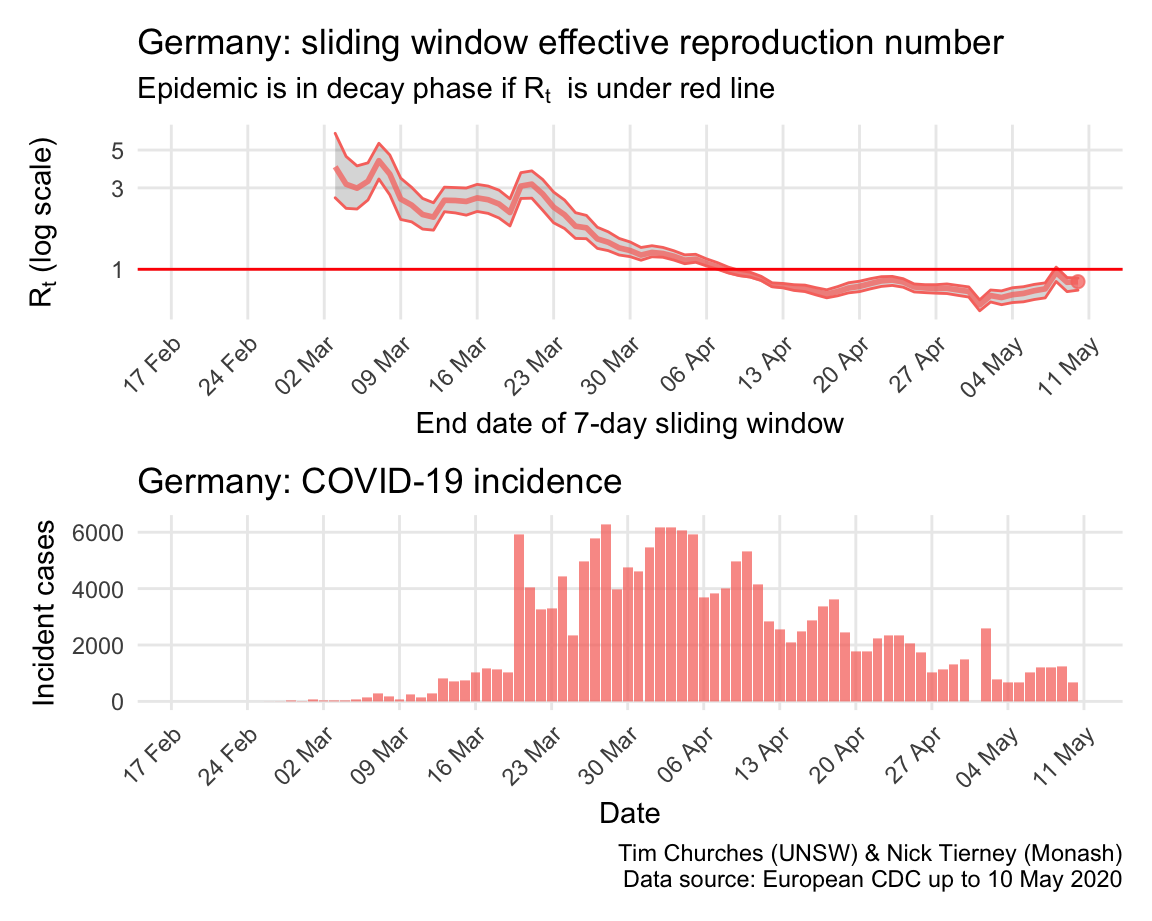 Germany: sliding window effective reproduction number
Epidemic is in decay phase if Rt is under red line
Rt (log scale)
5
3
1
17 Feb
24 Feb
02 Mar
09 Mar
16 Mar
23 Mar
30 Mar
06 Apr
13 Apr
20 Apr
27 Apr
04 May
11 May
End date of 7-day sliding window
Germany: COVID-19 incidence
Incident cases
6000
4000
2000
0
17 Feb
24 Feb
02 Mar
09 Mar
16 Mar
23 Mar
30 Mar
06 Apr
13 Apr
20 Apr
27 Apr
04 May
11 May
Date
Tim Churches (UNSW) & Nick Tierney (Monash)
Data source: European CDC up to 10 May 2020